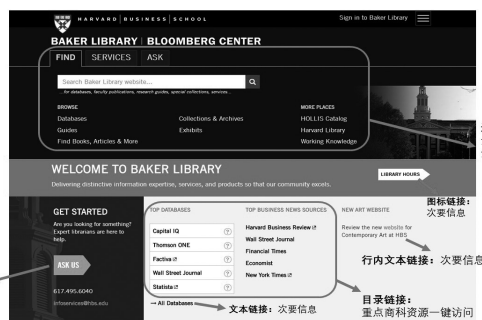 HARVARD | BUSINESS | SCHOOL
Sign in to Baker Library
BAKER LIBRARY | BLOOMBERG CENTER
FIND SERVICES ASK
Search Baker Library website...
...for databases, faculty publications, research guides, special collections, services...
BROWSE
MORE PLACES
Databases
Collections & Archives
HOLLIS Catalog
Guides
Exhibits
Harvard Library
Find Books, Articles & More
Working Knowledge
WELCOME TO BAKER LIBRARY
Delivering distinctive information expertise, services, and products so that our community excels.
LIBRARY HOURS
图标链接:
次要信息
GET STARTED
Are you looking for something?
Expert librarians are here to
help.
ASK US
617.495.6040
infoservices@hbs.edu
TOP DATABASES
Capital IQ ?
Thomson ONE ?
Factiva ?
Wall Street Journal ?
Statista ?
→ All Databases
TOP BUSINESS NEWS SOURCES
Harvard Business Review
Wall Street Journal
Financial Times
Economist
New York Times
NEW ART WEBSITE
Review the new website for
Contemporary Art at HBS
行内文本链接:次要信息
文本链接:次要信息
目录链接:
重点商科资源一键访问